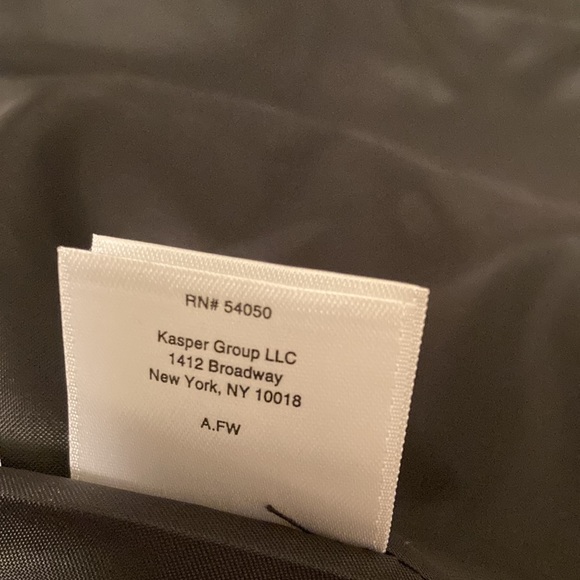 RN# 54050
Kasper Group LLC
1412 Broadway
New York, NY 10018
A.FW